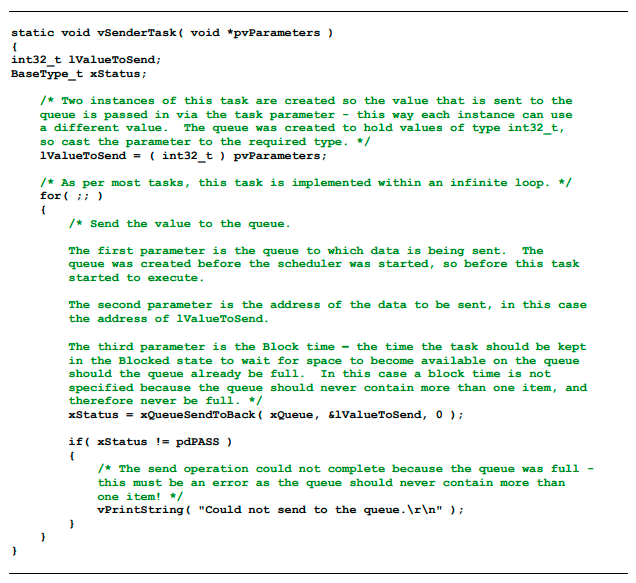 static void vSenderTask( void *pvParameters )
{
int32_t lValueToSend;
BaseType_t xStatus;
/* Two instances of this task are created so the value that is sent to the
queue is passed in via the task parameter - this way each instance can use
a different value.  The queue was created to hold values of type int32_t,
so cast the parameter to the required type. */
lValueToSend = ( int32_t ) pvParameters;
/* As per most tasks, this task is implemented within an infinite loop. */
for( ;; )
{
/* Send the value to the queue.
The first parameter is the queue to which data is being sent.  The
queue was created before the scheduler was started, so before this task
started to execute.
The second parameter is the address of the data to be sent, in this case
the address of lValueToSend.
The third parameter is the Block time – the time the task should be kept
in the Blocked state to wait for space to become available on the queue
should the queue already be full.  In this case a block time is not
specified because the queue should never contain more than one item, and
therefore never be full. */
xStatus = xQueueSendToBack( xQueue, &lValueToSend, 0 );
if( xStatus != pdPASS )
{
/* The send operation could not complete because the queue was full -
this must be an error as the queue should never contain more than
one item! */
vPrintString( "Could not send to the queue.\r\n" );
}
}
}